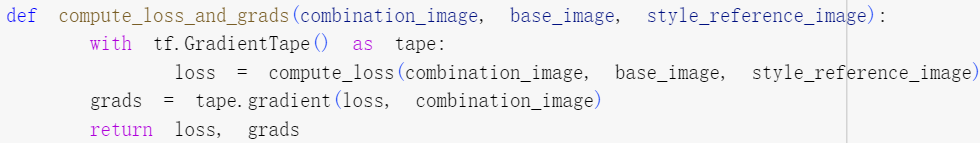 def compute_loss_and_grads(combination_image, base_image, style_reference_image):
with tf.GradientTape() as tape:
loss = compute_loss(combination_image, base_image, style_reference_image)
grads = tape.gradient(loss, combination_image)
return loss, grads